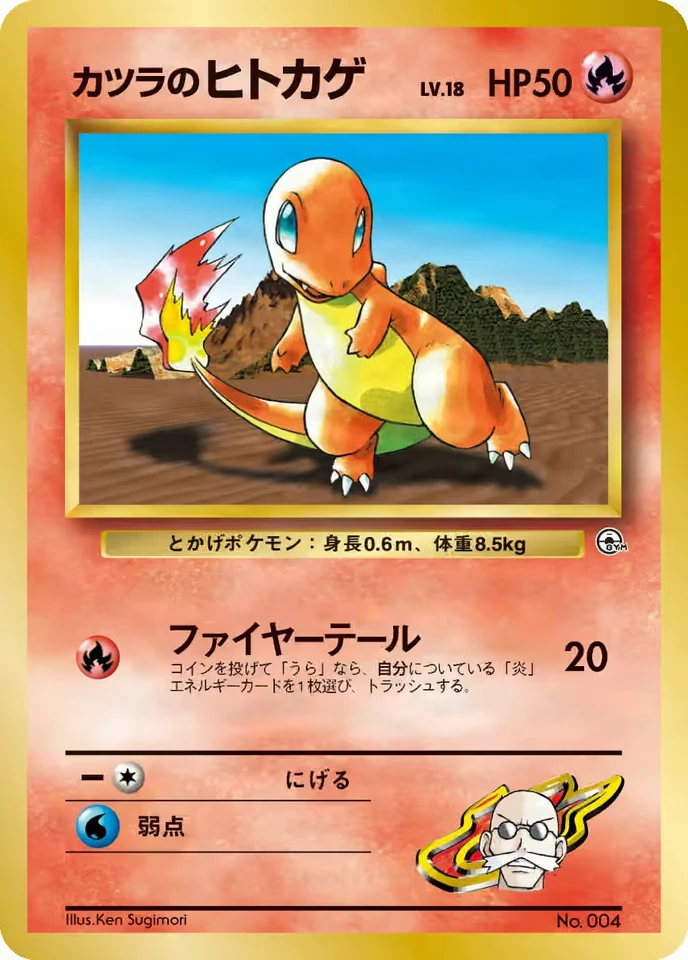 カツラのヒトカゲ LV.18 HP50
とかげポケモン：身長0.6m、体重8.5kg
GYM
ファイヤーテール 20
コインを投げて「うら」なら、自分についている「炎」
エネルギーカードを1枚選び、トラッシュする。
にげる
弱点
Illus.Ken Sugimori No. 004